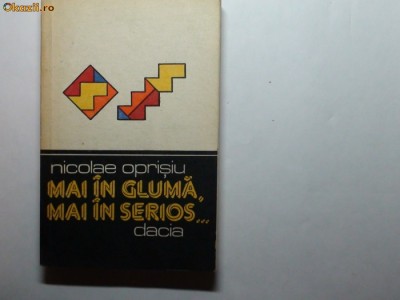 Okazii.ro
nicolae oprișiu
MAI ÎN GLUMĂ,
MAI ÎN SERIOS...
dacia